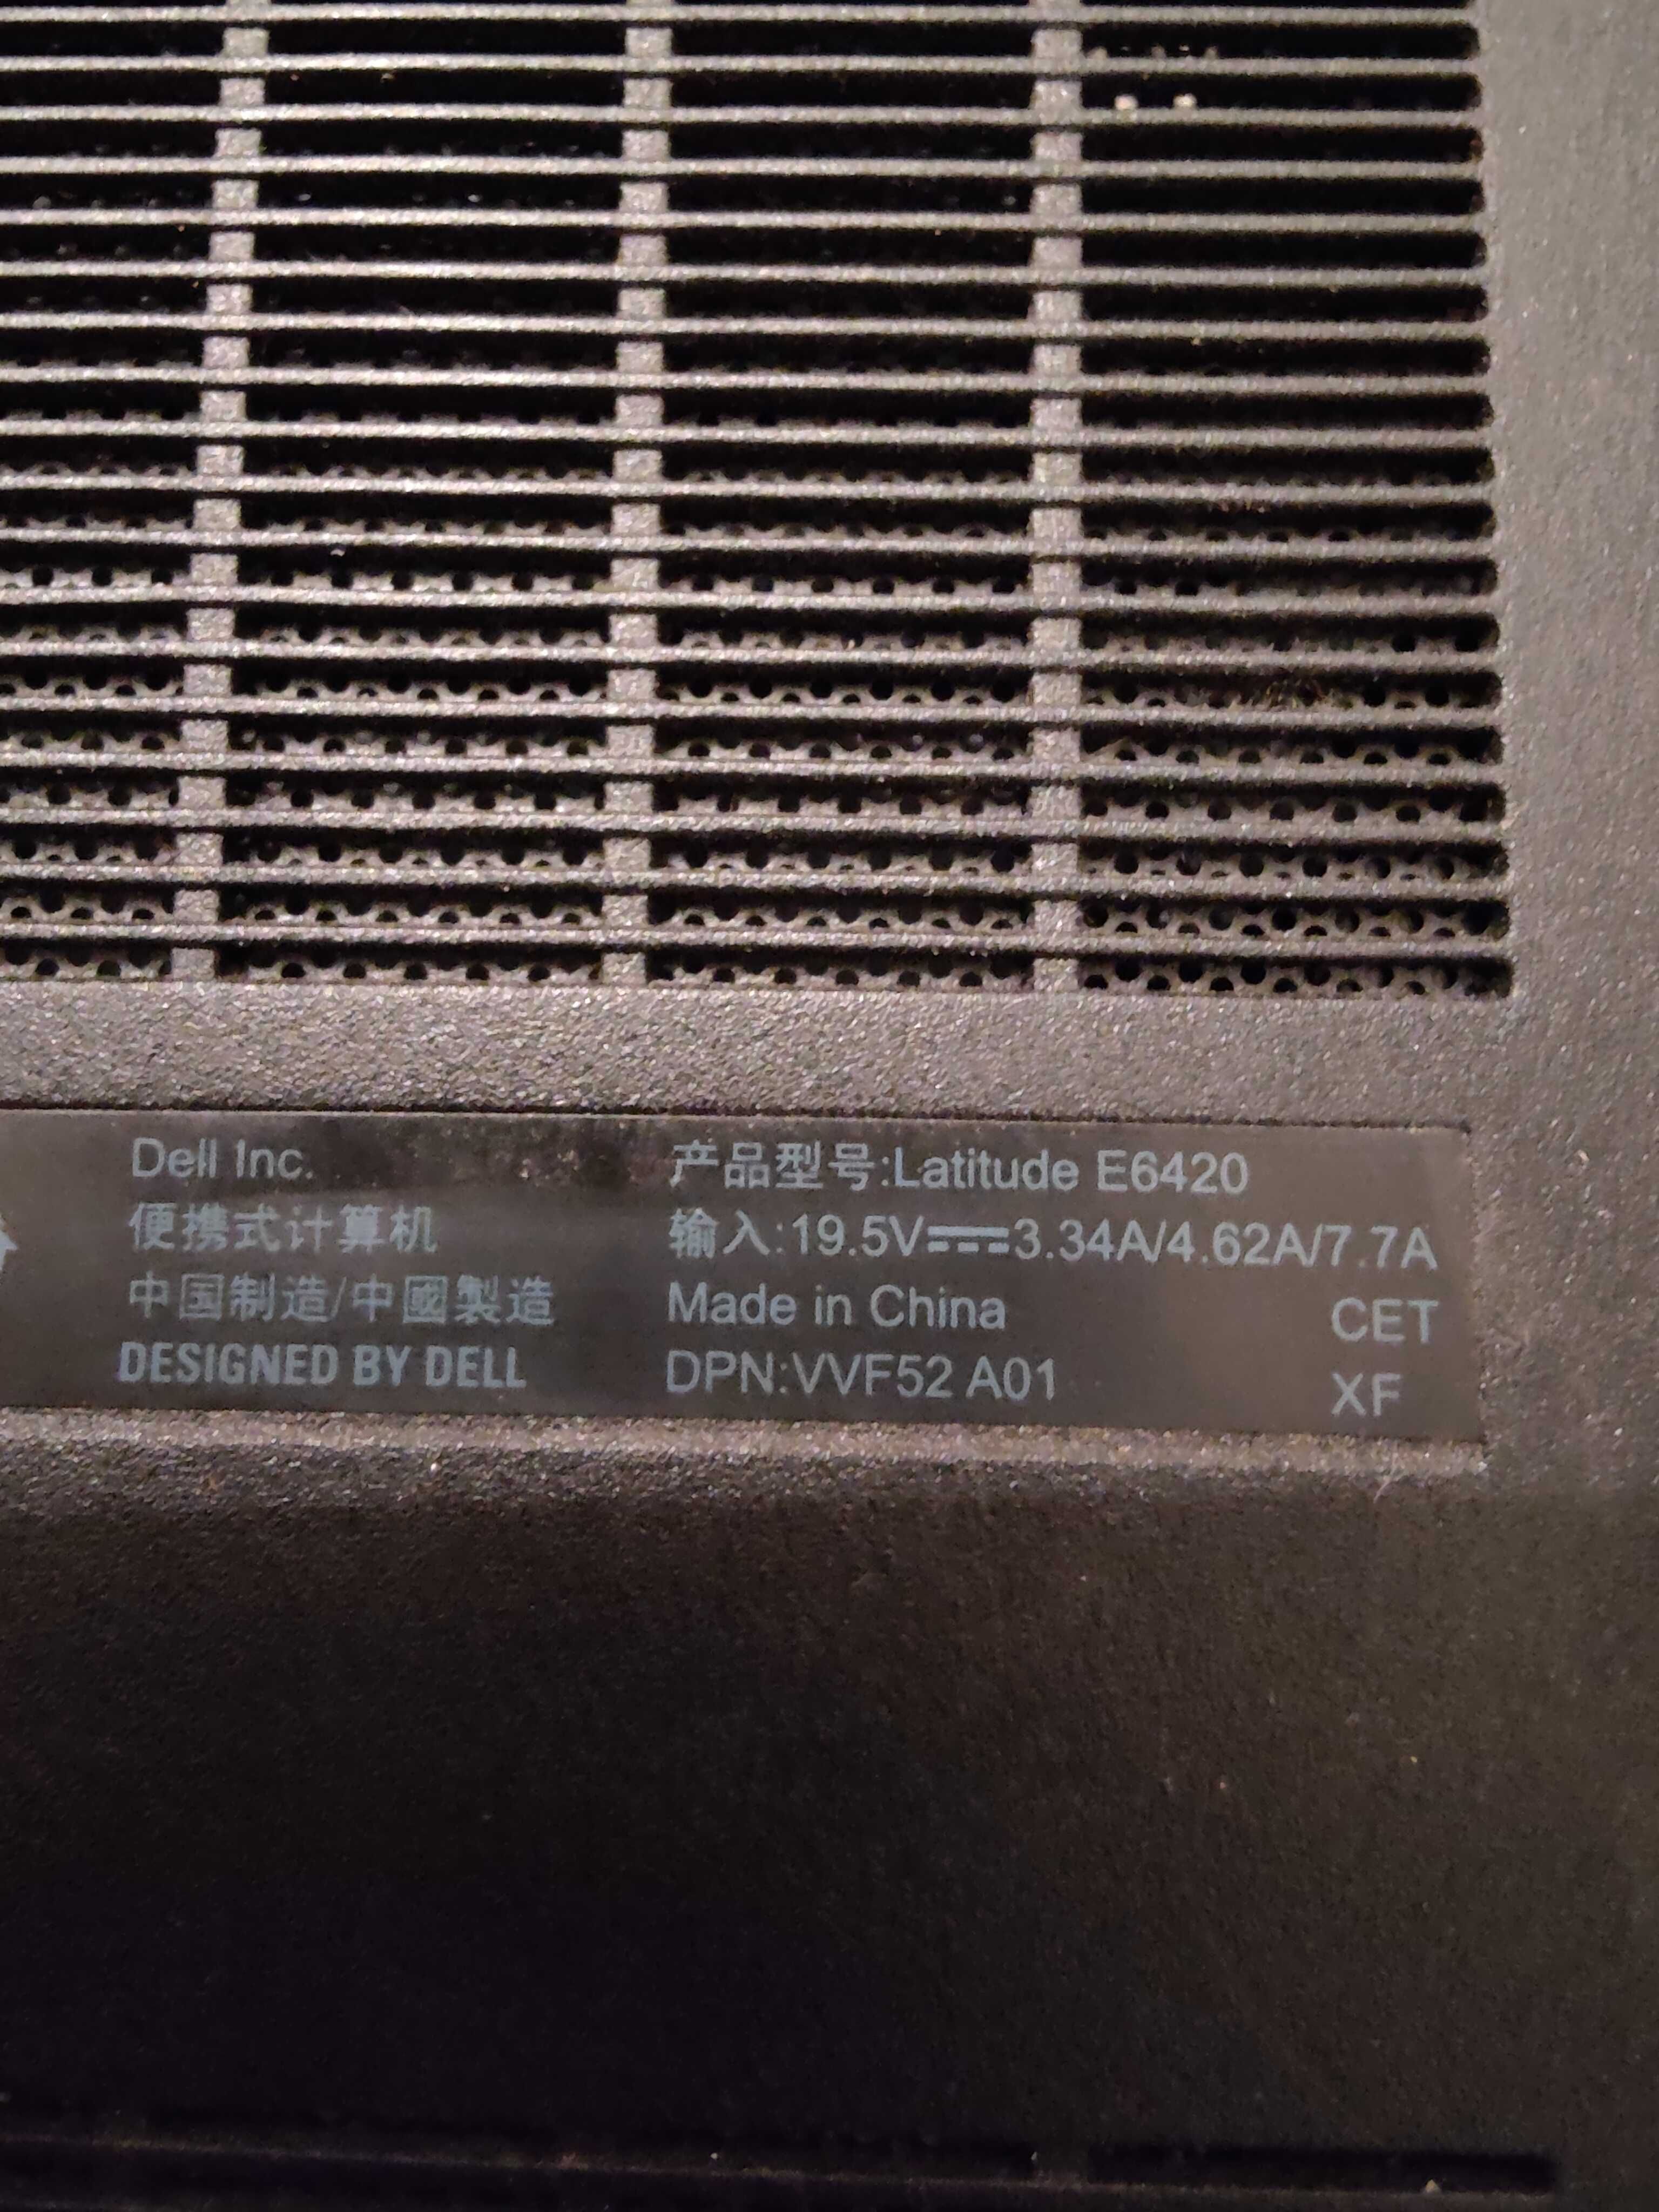 Dell Inc.
便携式计算机
中国制造/中國製造
DESIGNED BY DELL
产品型号:Latitude E6420
输入:19.5V⎓3.34A/4.62A/7.7A
Made in China
DPN:VVF52 A01
CET
XF